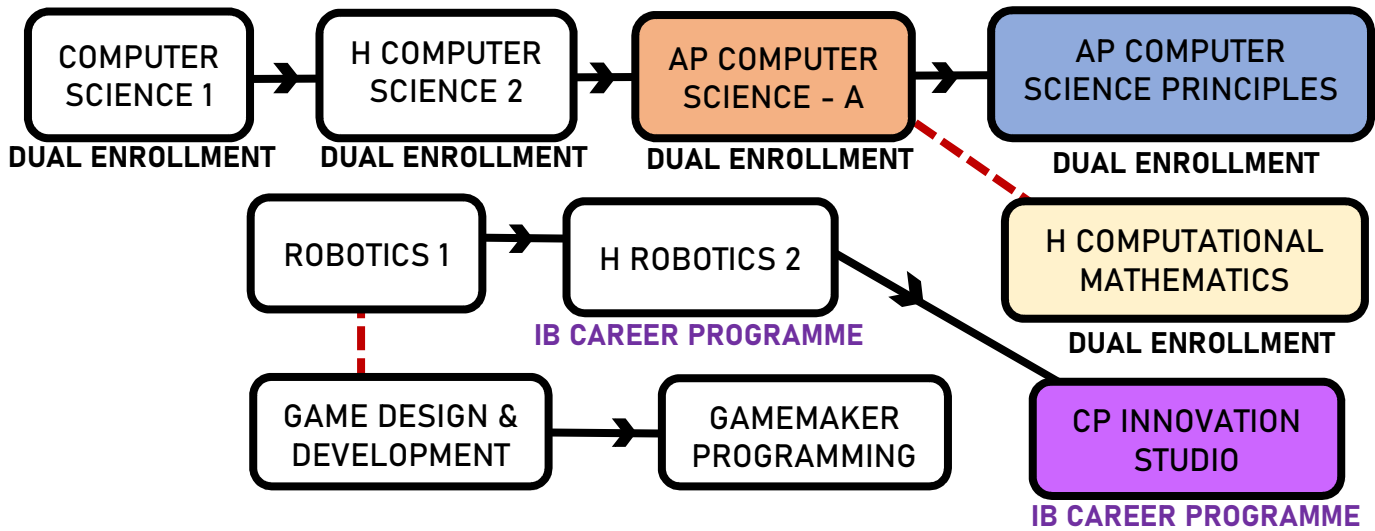 COMPUTER
SCIENCE 1
DUAL ENROLLMENT
H COMPUTER
SCIENCE 2
DUAL ENROLLMENT
AP COMPUTER
SCIENCE - A
DUAL ENROLLMENT
AP COMPUTER
SCIENCE PRINCIPLES
DUAL ENROLLMENT
ROBOTICS 1
H ROBOTICS 2
IB CAREER PROGRAMME
H COMPUTATIONAL
MATHEMATICS
DUAL ENROLLMENT
GAME DESIGN &
DEVELOPMENT
GAMEMAKER
PROGRAMMING
CP INNOVATION
STUDIO
IB CAREER PROGRAMME